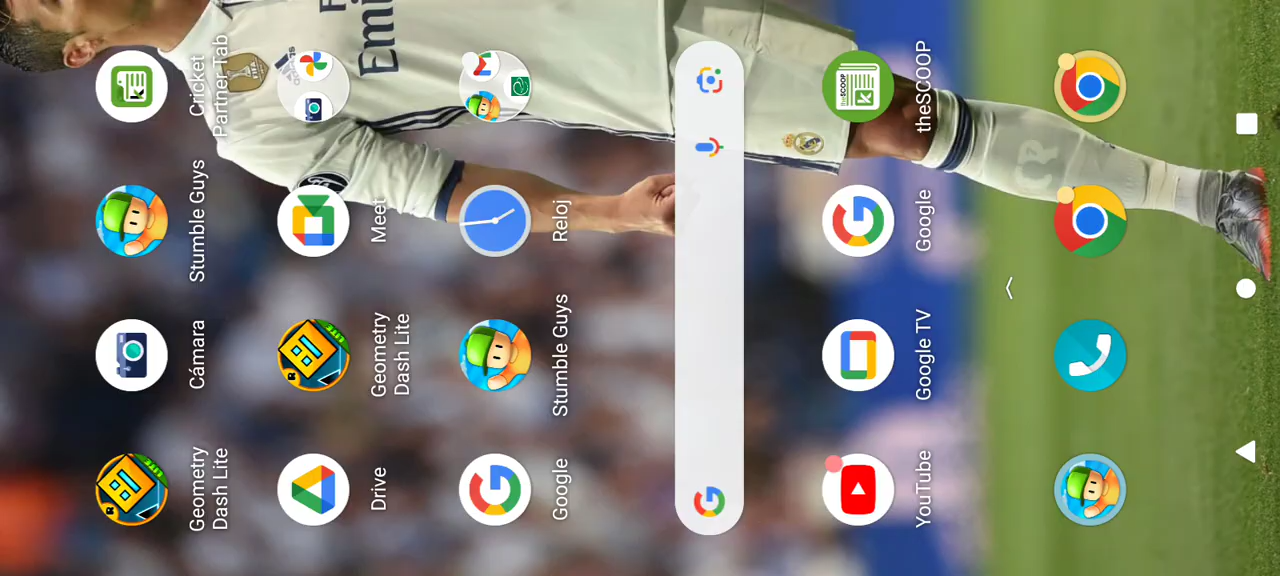 Geometry
Dash Lite
Cámara
Stumble Guys
Cricket
Partner Tab
Drive
Geometry
Dash Lite
Meet
Google
Stumble Guys
Reloj
YouTube
Google TV
Google
theSCOOP